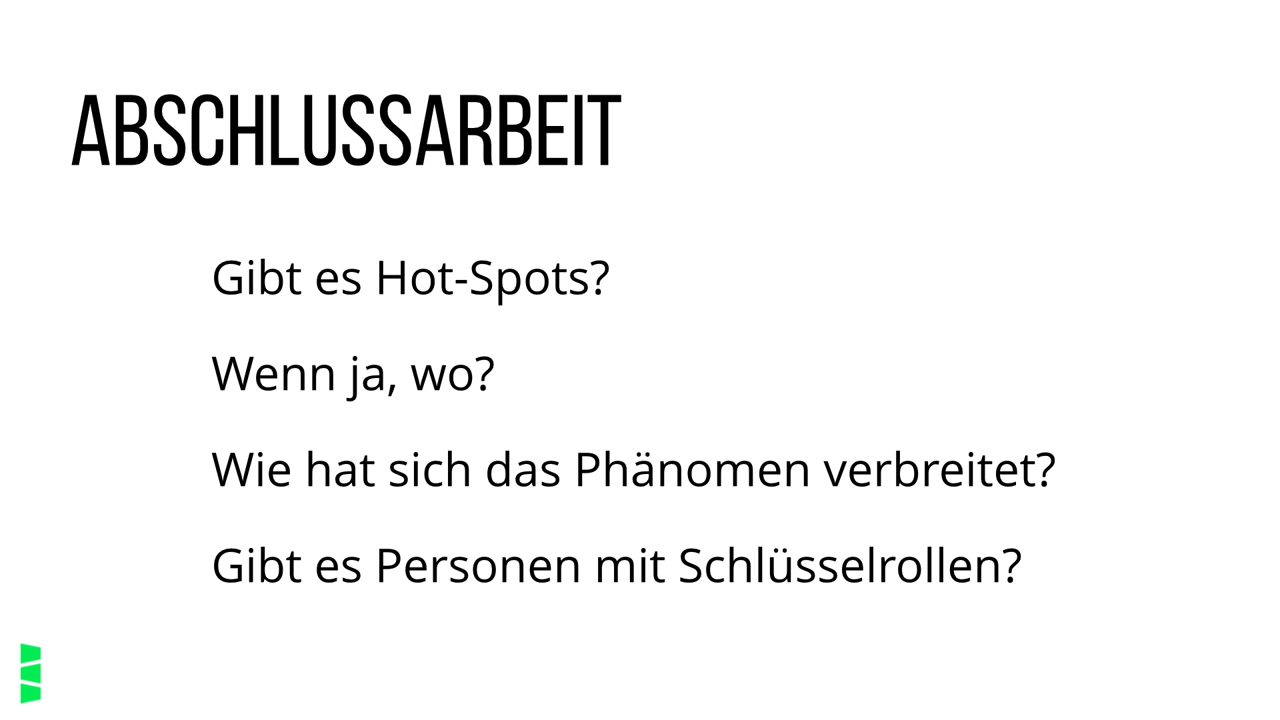 ABSCHLUSSARBEIT
Gibt es Hot-Spots?
Wenn ja, wo?
Wie hat sich das Phänomen verbreitet?
Gibt es Personen mit Schlüsselrollen?